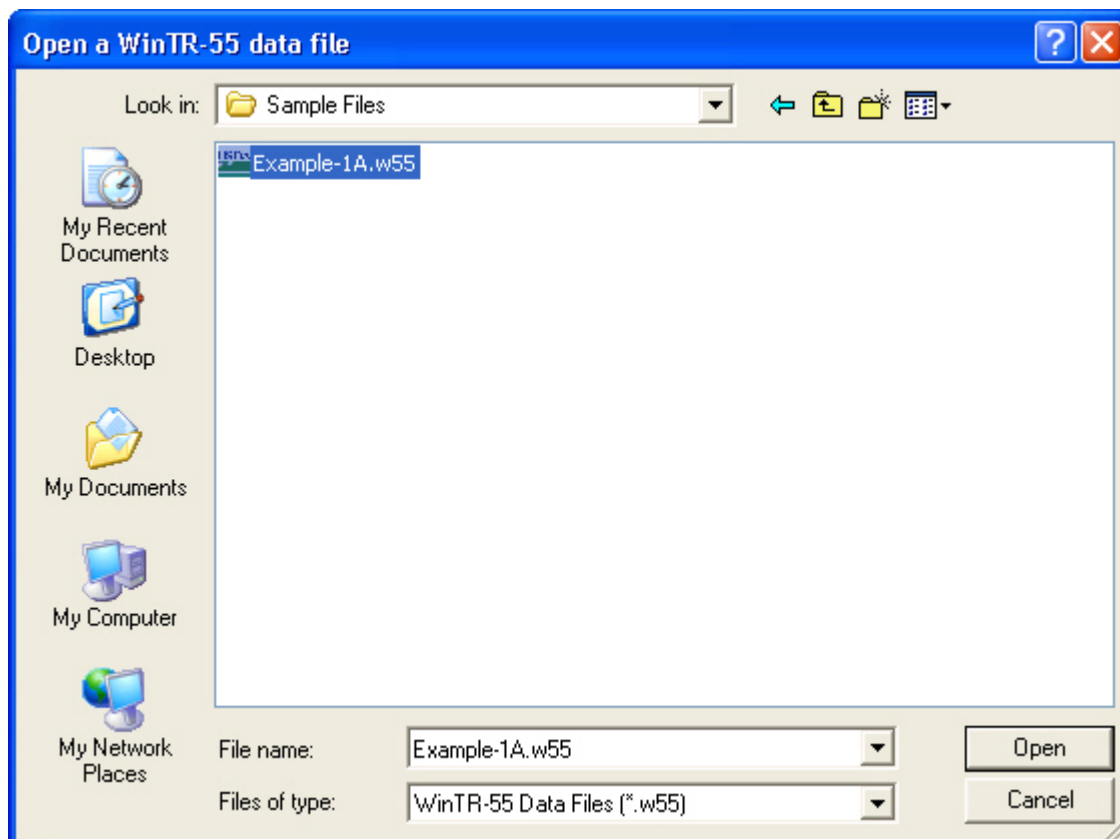 Open a WinTR-55 data file
Look in: Sample Files
Example-1A.w55
My Recent
Documents
Desktop
My Documents
My Computer
My Network
Places
File name: Example-1A.w55 Open
Files of type: WinTR-55 Data Files (*.w55) Cancel